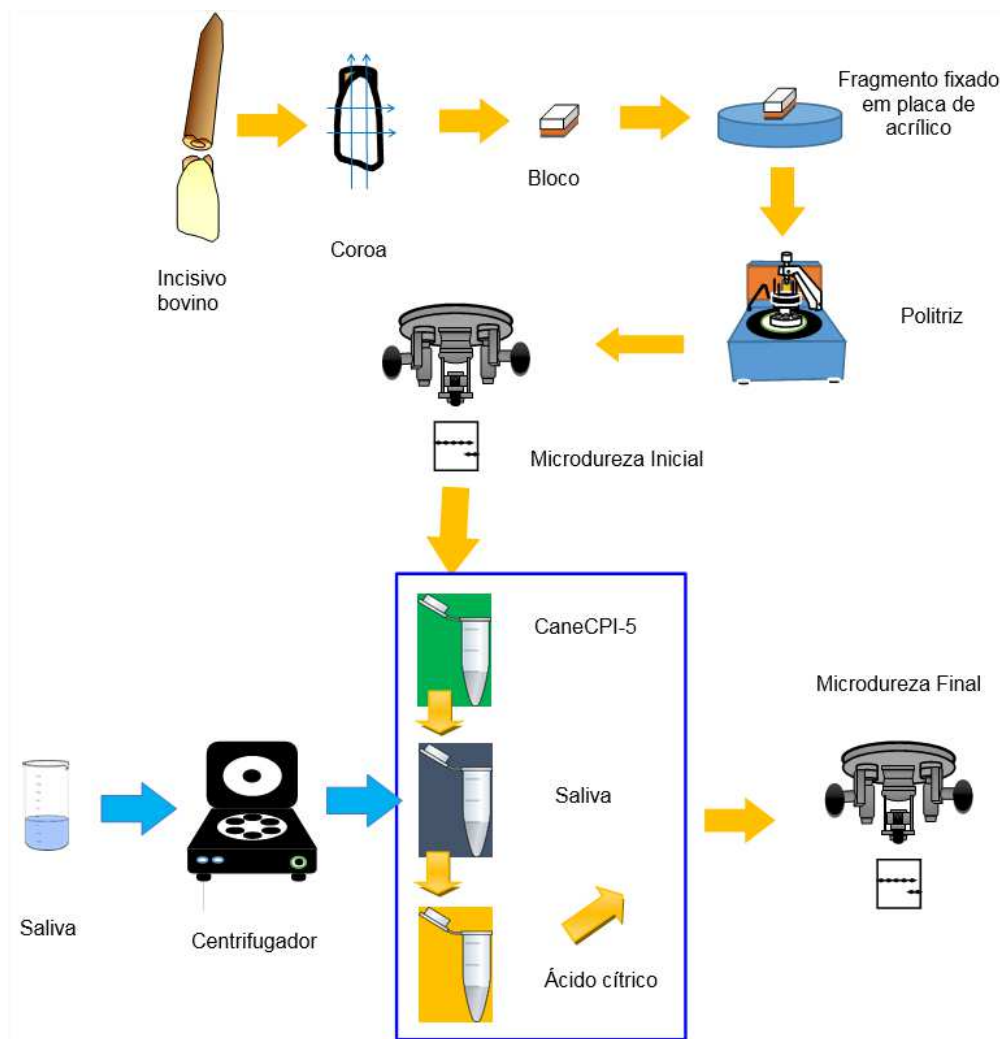 Fragmento fixado
em placa de
acrílico
Bloco
Coroa
Incisivo
bovino
Politriz
Microdureza Inicial
CaneCPI-5
Microdureza Final
Saliva
Saliva
Centrifugador
Ácido cítrico